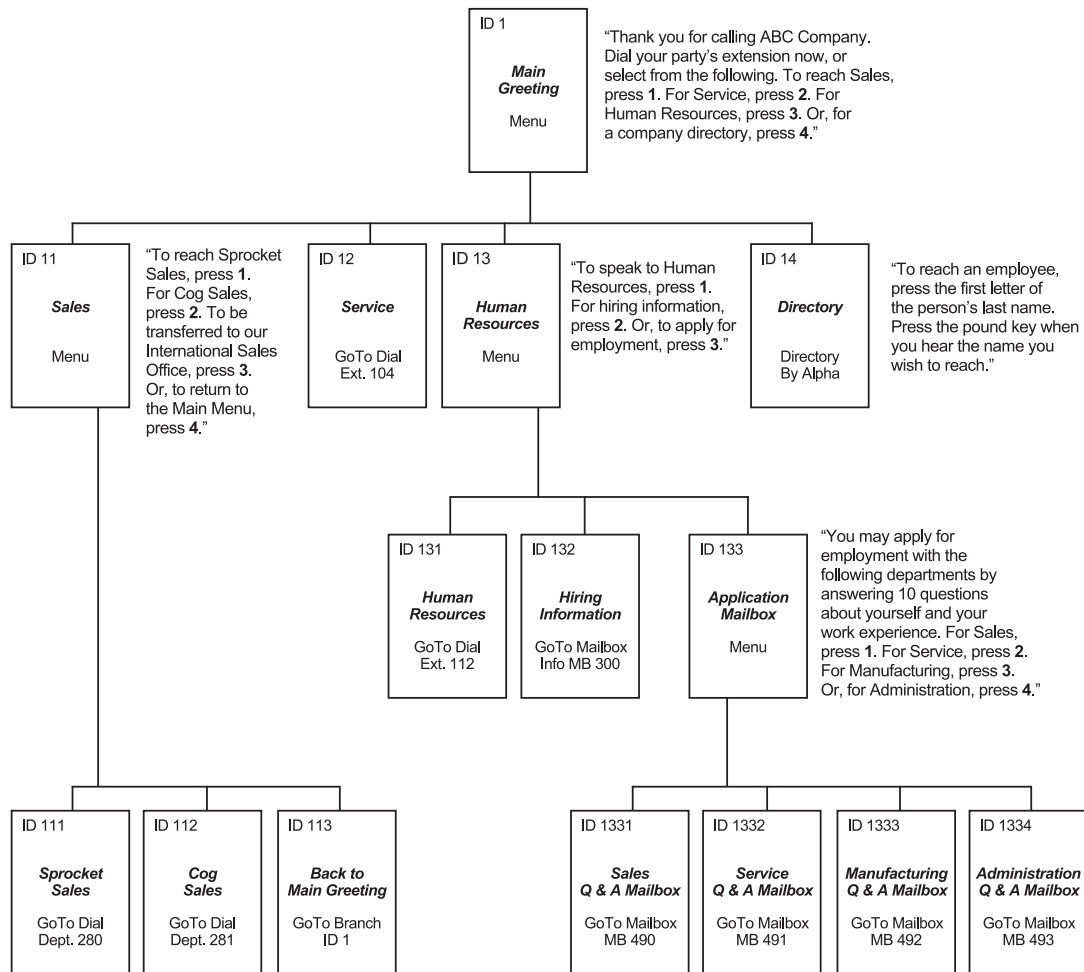 ID 1
Main
Greeting
Menu
“Thank you for calling ABC Company.
Dial your party’s extension now, or
select from the following. To reach Sales,
press 1. For Service, press 2. For
Human Resources, press 3. Or, for
a company directory, press 4.”
ID 11
Sales
Menu
“To reach Sprocket
Sales, press 1.
For Cog Sales,
press 2. To be
transferred to our
International Sales
Office, press 3.
Or, to return to
the Main Menu,
press 4.”
ID 12
Service
GoTo Dial
Ext. 104
ID 13
Human
Resources
Menu
“To speak to Human
Resources, press 1.
For hiring information,
press 2. Or, to apply for
employment, press 3.”
ID 14
Directory
Directory
By Alpha
“To reach an employee,
press the first letter of
the person’s last name.
Press the pound key when
you hear the name you
wish to reach.”
ID 131
Human
Resources
GoTo Dial
Ext. 112
ID 132
Hiring
Information
GoTo Mailbox
Info MB 300
ID 133
Application
Mailbox
Menu
“You may apply for
employment with the
following departments by
answering 10 questions
about yourself and your
work experience. For Sales,
press 1. For Service, press 2.
For Manufacturing, press 3.
Or, for Administration, press 4.”
ID 111
Sprocket
Sales
GoTo Dial
Dept. 280
ID 112
Cog
Sales
GoTo Dial
Dept. 281
ID 113
Back to
Main Greeting
GoTo Branch
ID 1
ID 1331
Sales
Q & A Mailbox
GoTo Mailbox
MB 490
ID 1332
Service
Q & A Mailbox
GoTo Mailbox
MB 491
ID 1333
Manufacturing
Q & A Mailbox
GoTo Mailbox
MB 492
ID 1334
Administration
Q & A Mailbox
GoTo Mailbox
MB 493